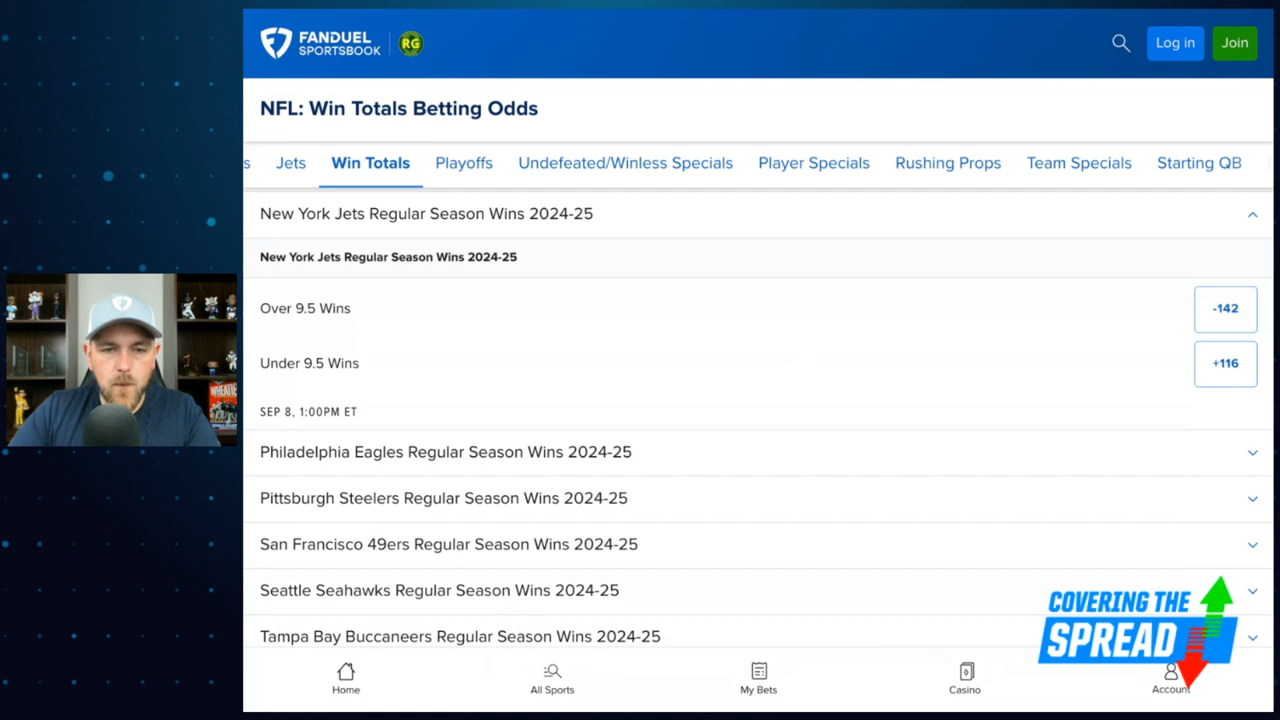 FANDUEL
SPORTSBOOK
RG
Log in
Join
NFL: Win Totals Betting Odds
s Jets Win Totals Playoffs Undefeated/Winless Specials Player Specials Rushing Props Team Specials Starting QB
New York Jets Regular Season Wins 2024-25
New York Jets Regular Season Wins 2024-25
Over 9.5 Wins -142
Under 9.5 Wins +116
SEP 8, 1:00PM ET
Philadelphia Eagles Regular Season Wins 2024-25
Pittsburgh Steelers Regular Season Wins 2024-25
San Francisco 49ers Regular Season Wins 2024-25
Seattle Seahawks Regular Season Wins 2024-25
Tampa Bay Buccaneers Regular Season Wins 2024-25
COVERING THE
SPREAD
Home All Sports My Bets Casino Account
WHEATIES